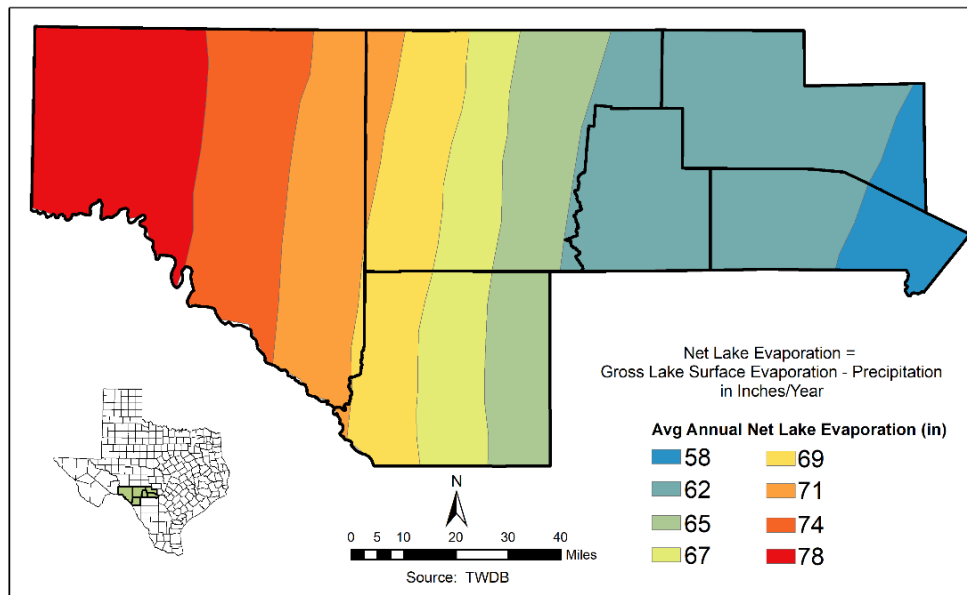 Net Lake Evaporation =
Gross Lake Surface Evaporation - Precipitation
in Inches/Year
Avg Annual Net Lake Evaporation (in)
58 69
62 71
65 74
67 78
N
0 5 10 20 30 40
Miles
Source: TWDB